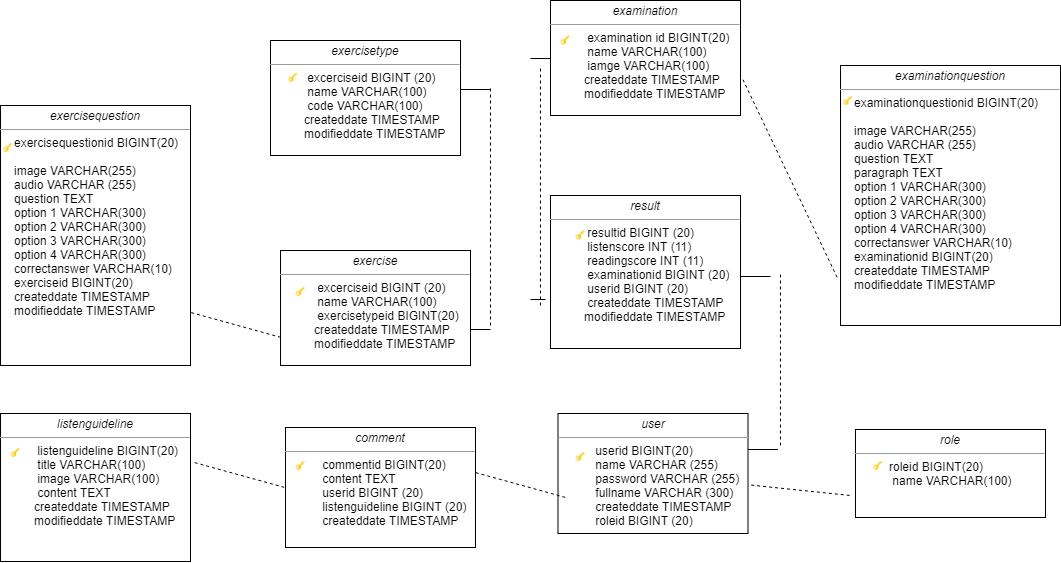 exercisequestion
exercisequestionid BIGINT(20)
image VARCHAR(255)
audio VARCHAR (255)
question TEXT
option 1 VARCHAR(300)
option 2 VARCHAR(300)
option 3 VARCHAR(300)
option 4 VARCHAR(300)
correctanswer VARCHAR(10)
exerciseid BIGINT(20)
createddate TIMESTAMP
modifieddate TIMESTAMP
exercisetype
excerciseid BIGINT (20)
name VARCHAR(100)
code VARCHAR(100)
createddate TIMESTAMP
modifieddate TIMESTAMP
exercise
excerciseid BIGINT (20)
name VARCHAR(100)
exercisetypeid BIGINT(20)
createddate TIMESTAMP
modifieddate TIMESTAMP
examination
examination id BIGINT(20)
name VARCHAR(100)
iamge VARCHAR(100)
createddate TIMESTAMP
modifieddate TIMESTAMP
result
resultid BIGINT (20)
listenscore INT (11)
readingscore INT (11)
examinationid BIGINT (20)
userid BIGINT (20)
createddate TIMESTAMP
modifieddate TIMESTAMP
examinationquestion
examinationquestionid BIGINT(20)
image VARCHAR(255)
audio VARCHAR (255)
question TEXT
paragraph TEXT
option 1 VARCHAR(300)
option 2 VARCHAR(300)
option 3 VARCHAR(300)
option 4 VARCHAR(300)
correctanswer VARCHAR(10)
examinationid BIGINT(20)
createddate TIMESTAMP
modifieddate TIMESTAMP
listenguideline
listenguideline BIGINT(20)
title VARCHAR(100)
image VARCHAR(100)
content TEXT
createddate TIMESTAMP
modifieddate TIMESTAMP
comment
commentid BIGINT(20)
content TEXT
userid BIGINT (20)
listenguideline BIGINT (20)
createddate TIMESTAMP
user
userid BIGINT(20)
name VARCHAR (255)
password VARCHAR (255)
fullname VARCHAR (300)
createddate TIMESTAMP
roleid BIGINT (20)
role
roleid BIGINT(20)
name VARCHAR(100)